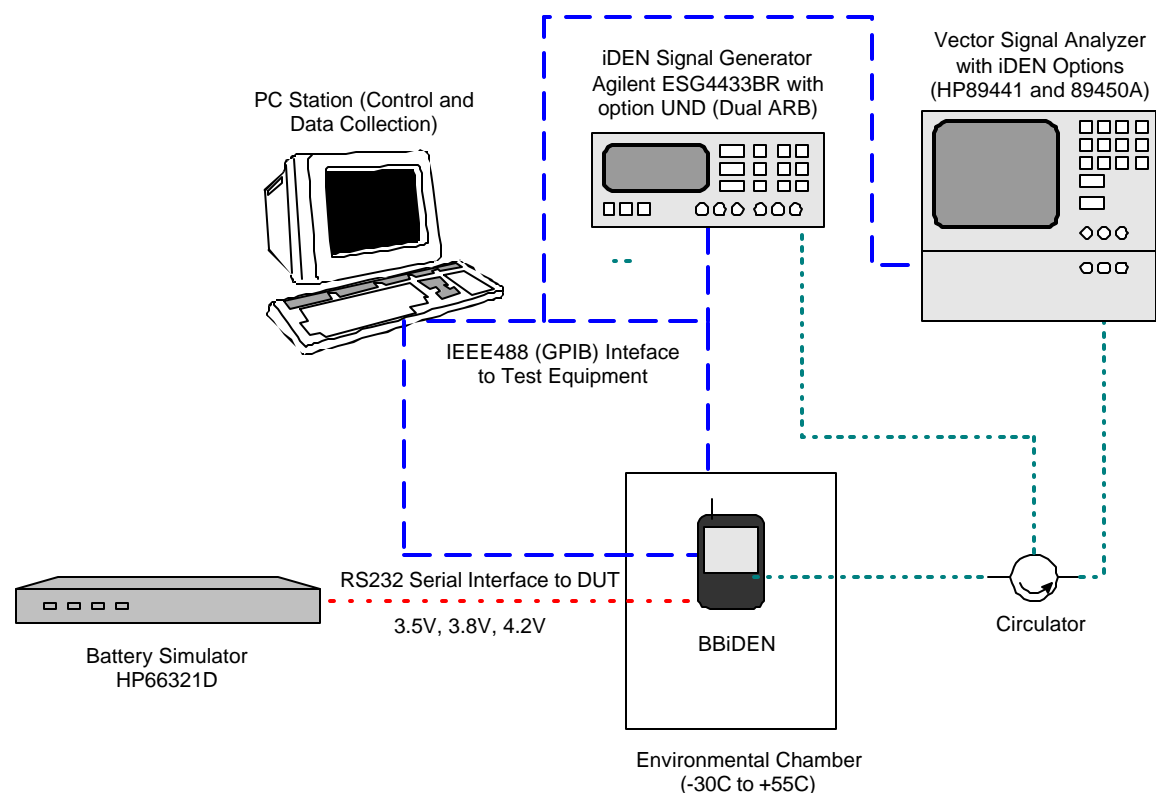 PC Station (Control and
Data Collection)
iDEN Signal Generator
Agilent ESG4433BR with
option UND (Dual ARB)
Vector Signal Analyzer
with iDEN Options
(HP89441 and 89450A)
IEEE488 (GPIB) Inteface
to Test Equipment
RS232 Serial Interface to DUT
3.5V, 3.8V, 4.2V
Battery Simulator
HP66321D
BBiDEN
Circulator
Environmental Chamber
(-30C to +55C)